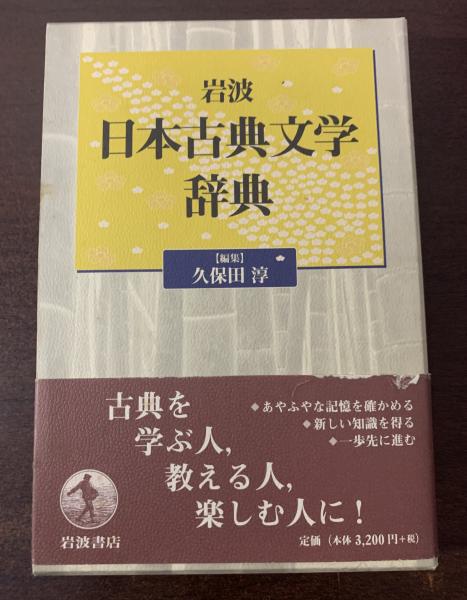 岩波
日本古典文学
辞典
【編集】
久保田 淳
古典を
学ぶ人,
教える人,
楽しむ人に!
◆あやふやな記憶を確かめる
◆新しい知識を得る
◆一歩先に進む
岩波書店
定価(本体3,200円+税)